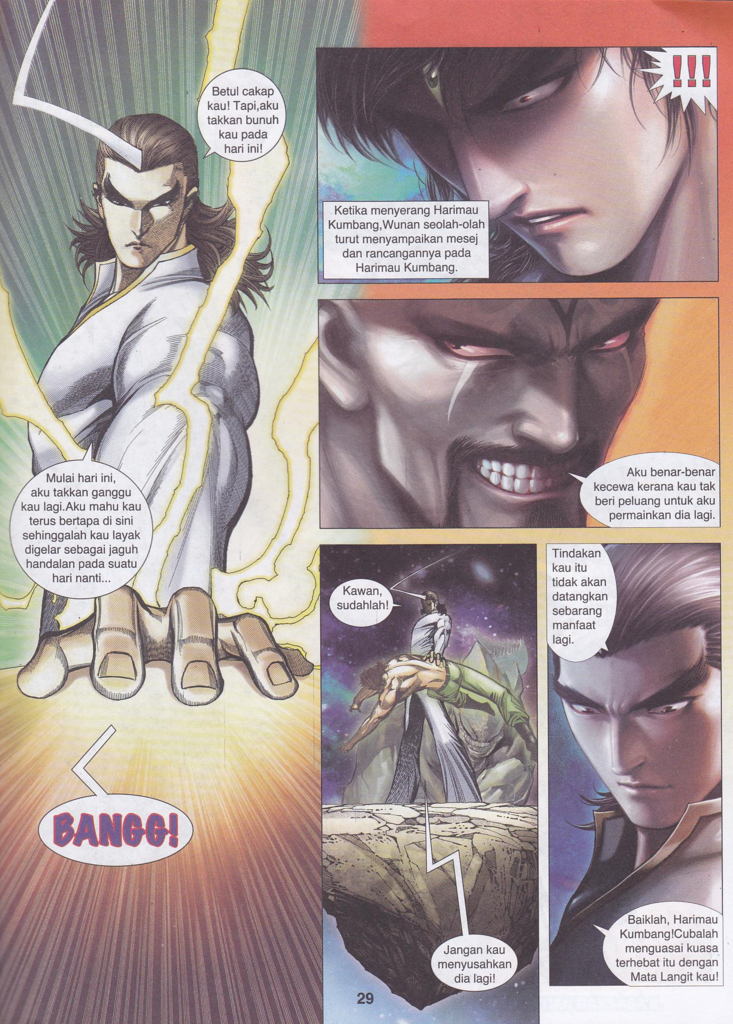 Betul cakap
kau! Tapi,aku
takkan bunuh
kau pada
hari ini!
Mulai hari ini,
aku takkan ganggu
kau lagi.Aku mahu kau
terus bertapa di sini
sehinggalah kau layak
digelar sebagai jaguh
handalan pada suatu
hari nanti...
BANGG!
!!!
Ketika menyerang Harimau
Kumbang,Wunan seolah-olah
turut menyampaikan mesej
dan rancangannya pada
Harimau Kumbang.
Aku benar-benar
kecewa kerana kau tak
beri peluang untuk aku
permainkan dia lagi.
Kawan,
sudahlah!
Jangan kau
menyusahkan
dia lagi!
Tindakan
kau itu
tidak akan
datangkan
sebarang
manfaat
lagi.
Baiklah, Harimau
Kumbang!Cubalah
menguasai kuasa
terhebat itu dengan
Mata Langit kau!
29